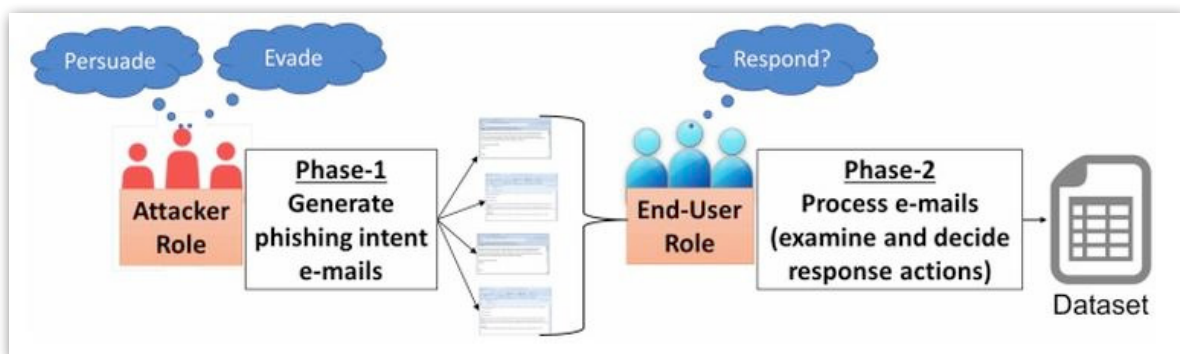 Persuade
Evade
Respond?
Attacker
Role
Phase-1
Generate
phishing intent
e-mails
End-User
Role
Phase-2
Process e-mails
(examine and decide
response actions)
Dataset